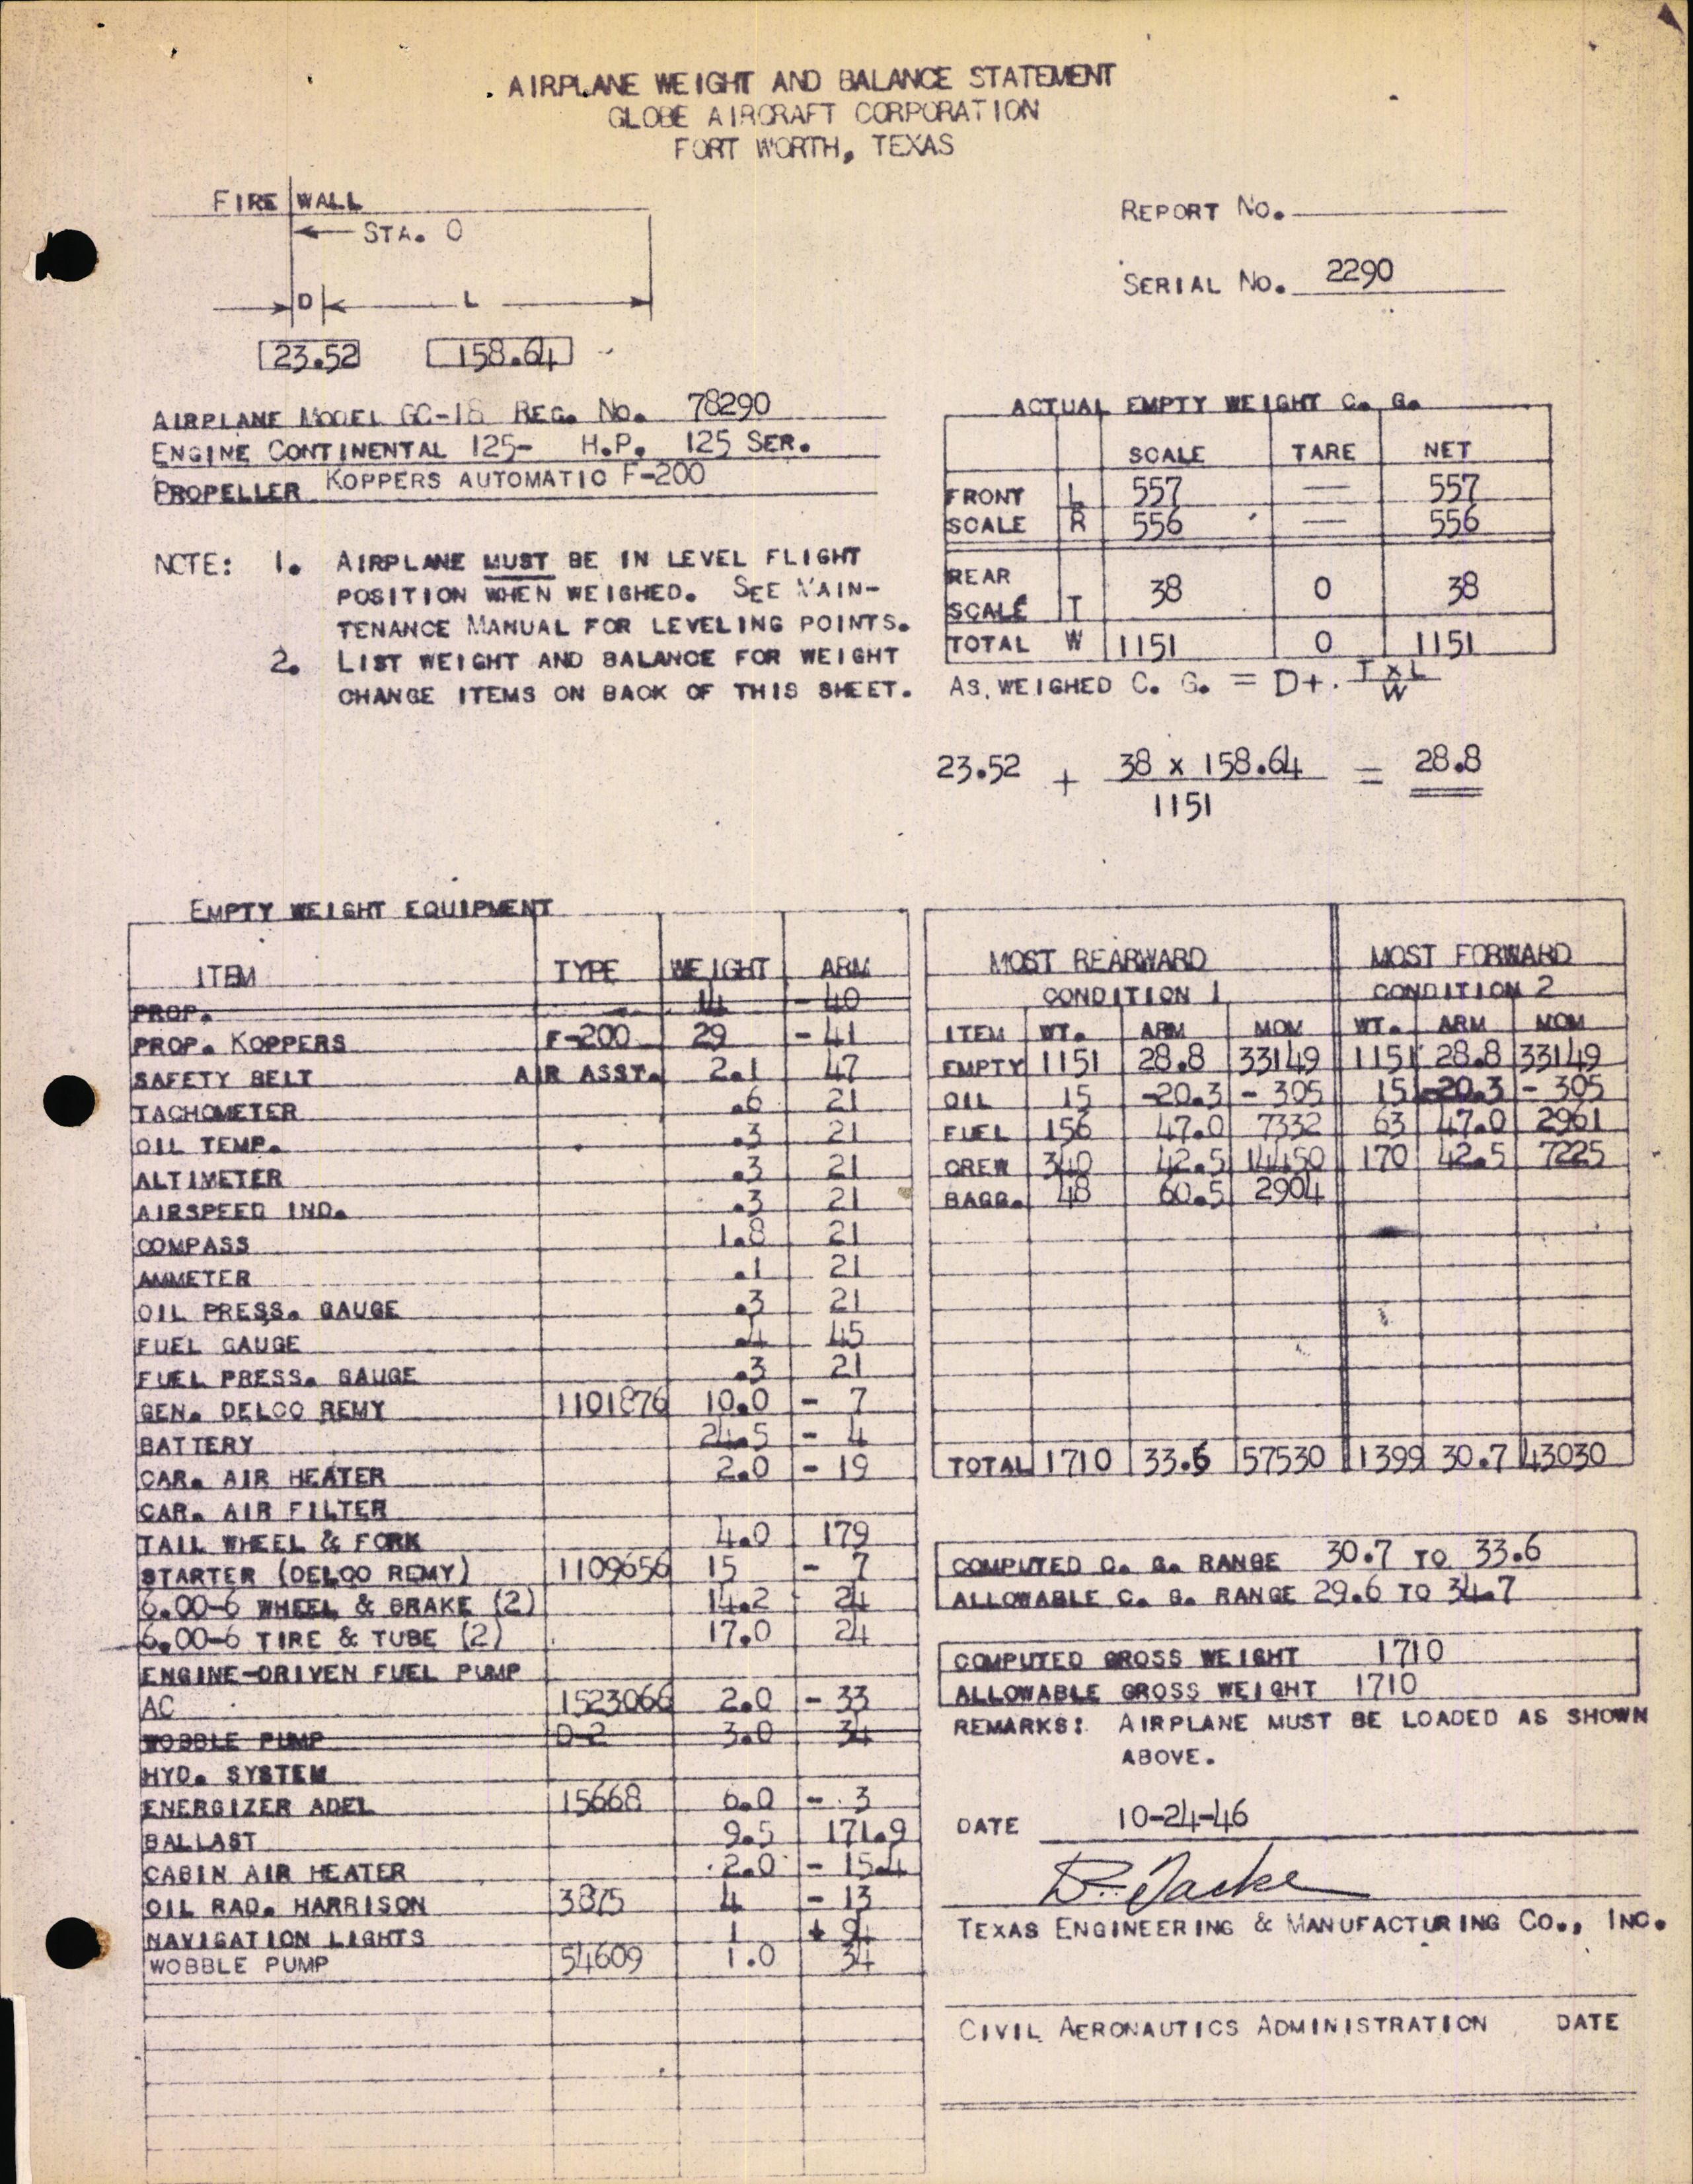 AIRPLANE WEIGHT AND BALANCE STATEMENT
GLOBE AIRCRAFT CORPORATION
FORT WORTH, TEXAS
FIRE WALL
STA. 0
D L
23.52 158.64
REPORT NO.
SERIAL NO. 2290
AIRPLANE MODEL GC-1B REG. NO. 78290
ENGINE CONTINENTAL 125- H.P. 125 SER.
PROPELLER KOPPERS AUTOMATIC F-200
NOTE: 1. AIRPLANE MUST BE IN LEVEL FLIGHT
POSITION WHEN WEIGHED. SEE MAIN-
TENANCE MANUAL FOR LEVELING POINTS.
2. LIST WEIGHT AND BALANCE FOR WEIGHT
CHANGE ITEMS ON BACK OF THIS SHEET.
ACTUAL EMPTY WEIGHT C. G.
SCALE TARE NET
FRONT L 557 — 557
SCALE R 556 — 556
REAR
SCALE T 38 0 38
TOTAL W 1151 0 1151
AS WEIGHED C. G. = D+ T X L
W
23.52 + 38 x 158.64 = 28.8
1151
EMPTY WEIGHT EQUIPMENT
ITEM TYPE WEIGHT ARM
PROP. 14 -40
PROP. KOPPERS F-200 29 -41
SAFETY BELT AIR ASST. 2.1 47
TACHOMETER .6 21
OIL TEMP. .3 21
ALTIMETER .3 21
AIRSPEED IND. .3 21
COMPASS 1.8 21
AMMETER .1 21
OIL PRESS. GAUGE .3 21
FUEL GAUGE .4 45
FUEL PRESS. GAUGE .3 21
GEN. DELCO REMY 1101876 10.0 - 7
BATTERY 24.5 - 4
CAR. AIR HEATER 2.0 - 19
CAR. AIR FILTER
TAIL WHEEL & FORK 4.0 179
STARTER (DELCO REMY) 1109656 15 - 7
6.00-6 WHEEL & BRAKE (2) 14.2 24
6.00-6 TIRE & TUBE (2) 17.0 24
ENGINE-DRIVEN FUEL PUMP
AC 1523066 2.0 - 33
WOBBLE PUMP D-2 3.0 34
HYD. SYSTEM
ENERGIZER ADEL 15668 6.0 - 3
BALLAST 9.5 171.9
CABIN AIR HEATER 2.0 - 15.4
OIL RAD. HARRISON 3875 4 - 13
NAVIGATION LIGHTS 1 + 94
WOBBLE PUMP 54609 1.0 34
MOST REARWARD MOST FORWARD
CONDITION 1 CONDITION 2
ITEM WT. ARM MOM WT. ARM MOM
EMPTY 1151 28.8 33149 1151 28.8 33149
OIL 15 -20.3 - 305 15 -20.3 - 305
FUEL 156 47.0 7332 63 47.0 2961
CREW 340 42.5 14450 170 42.5 7225
BAGG. 48 60.5 2904
TOTAL 1710 33.6 57530 1399 30.7 43030
COMPUTED C. G. RANGE 30.7 TO 33.6
ALLOWABLE C. G. RANGE 29.6 TO 34.7
COMPUTED GROSS WEIGHT 1710
ALLOWABLE GROSS WEIGHT 1710
REMARKS: AIRPLANE MUST BE LOADED AS SHOWN
ABOVE.
DATE 10-24-46
TEXAS ENGINEERING & MANUFACTURING CO., INC.
CIVIL AERONAUTICS ADMINISTRATION DATE